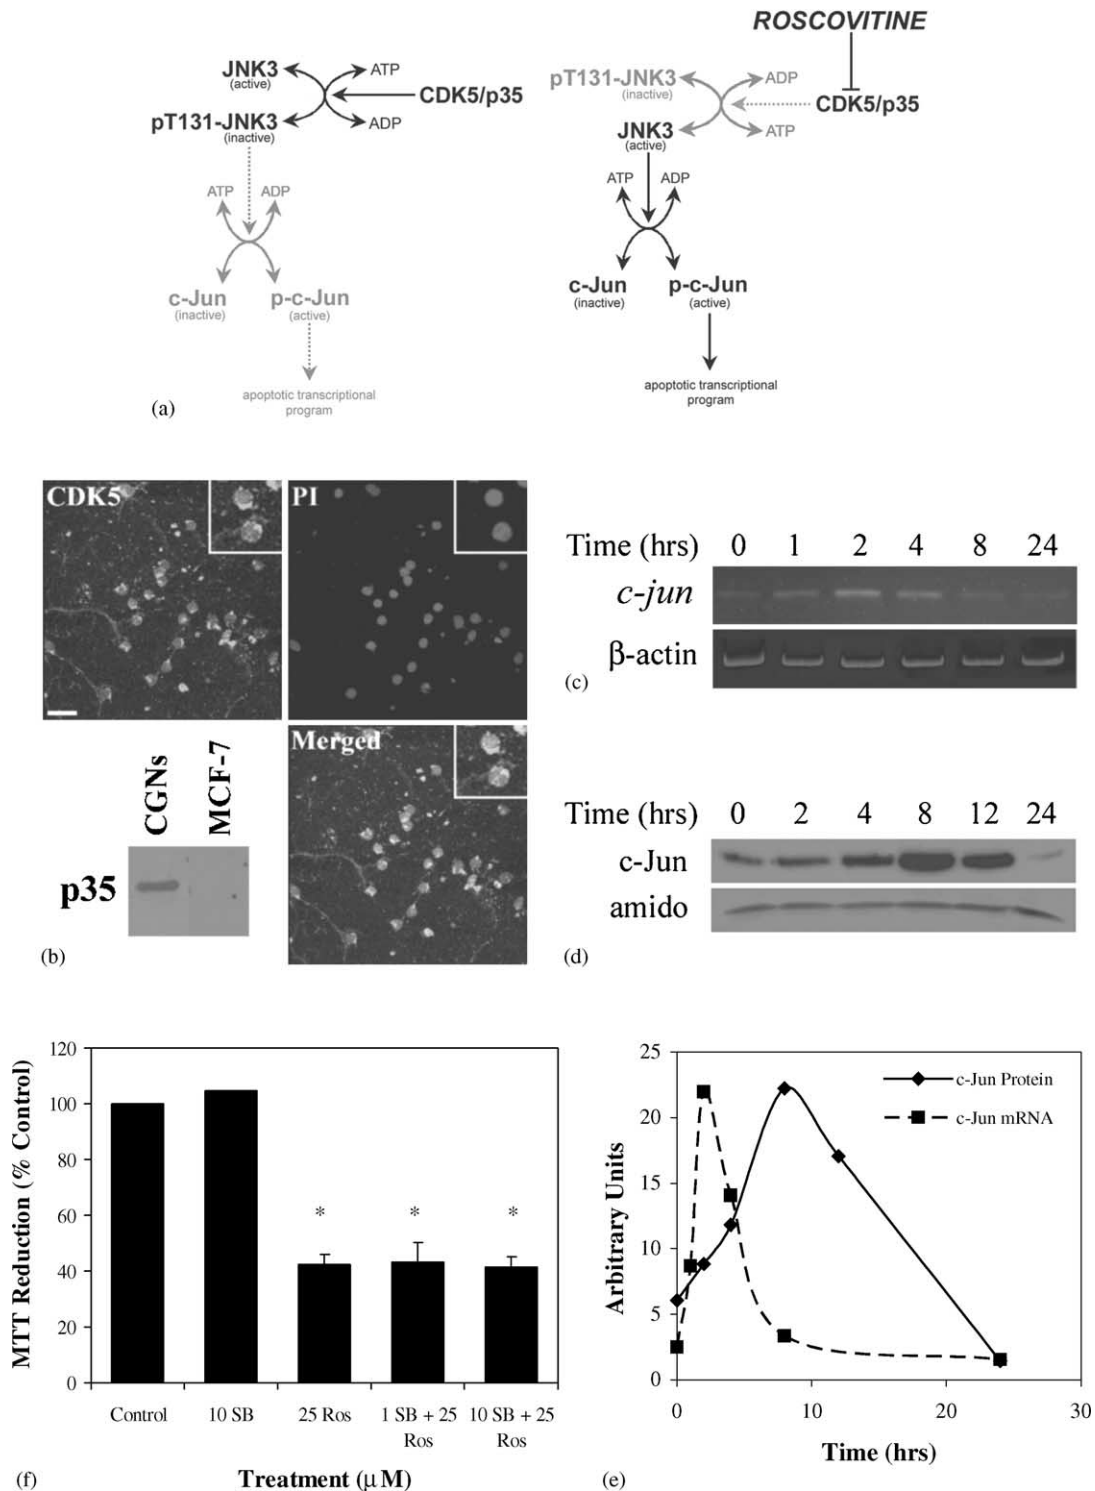 JNK3
(active)
ATP
CDK5/p35
pT131-JNK3
(inactive)
ADP
ATP ADP
c-Jun
(inactive)
p-c-Jun
(active)
apoptotic transcriptional
program
(a)
ROSCOVITINE
pT131-JNK3
(inactive)
ADP
CDK5/p35
JNK3
(active)
ATP
ATP ADP
c-Jun
(inactive)
p-c-Jun
(active)
apoptotic transcriptional
program
CDK5
PI
Merged
CGNs
MCF-7
p35
(b)
Time (hrs) 0 1 2 4 8 24
c-jun
β-actin
(c)
Time (hrs) 0 2 4 8 12 24
c-Jun
amido
(d)
MTT Reduction (% Control)
120
100
80
60
40
20
0
* * *
Control 10 SB 25 Ros 1 SB + 25 Ros 10 SB + 25 Ros
Treatment (μM)
(f)
Arbitrary Units
25
20
15
10
5
0
c-Jun Protein
c-Jun mRNA
0 10 20 30
Time (hrs)
(e)